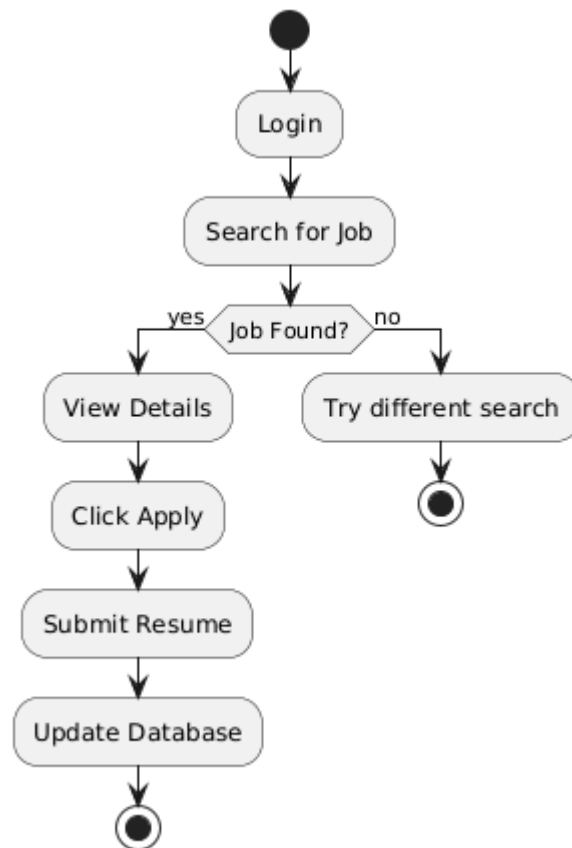 Login
Search for Job
yes
Job Found?
no
View Details
Try different search
Click Apply
Submit Resume
Update Database